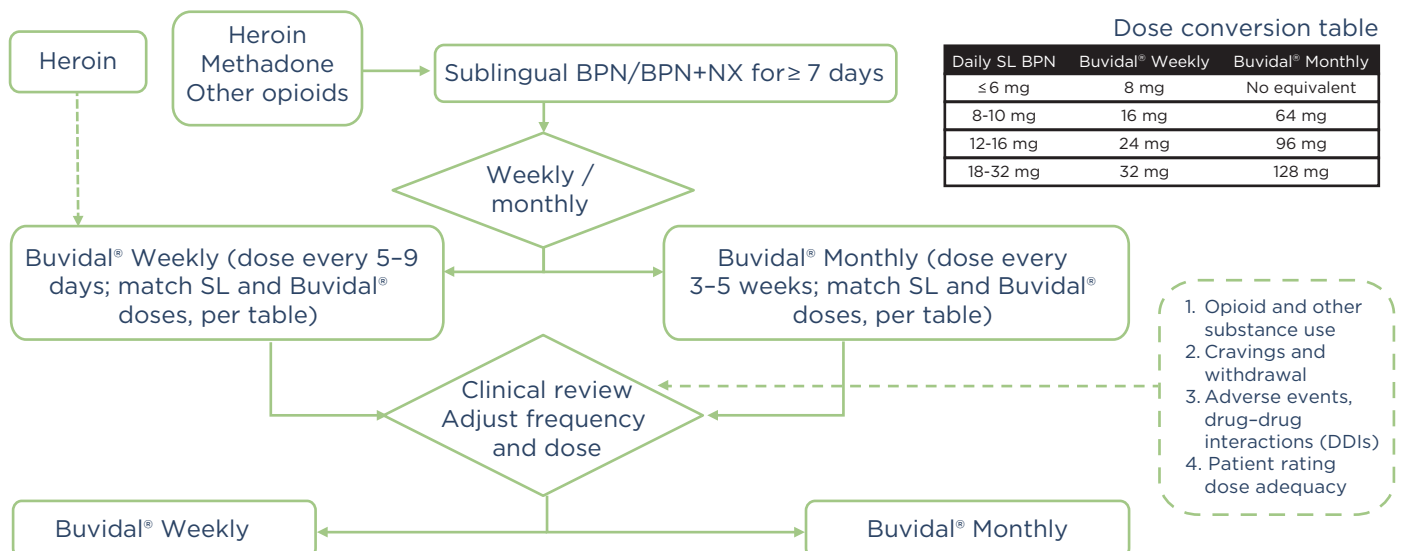 Heroin
Heroin
Methadone
Other opioids
Sublingual BPN/BPN+NX for ≥ 7 days
Dose conversion table
Daily SL BPN Buvidal® Weekly Buvidal® Monthly
≤6 mg 8 mg No equivalent
8-10 mg 16 mg 64 mg
12-16 mg 24 mg 96 mg
18-32 mg 32 mg 128 mg
Weekly /
monthly
Buvidal® Weekly (dose every 5–9
days; match SL and Buvidal®
doses, per table)
Buvidal® Monthly (dose every
3–5 weeks; match SL and Buvidal®
doses, per table)
1. Opioid and other
substance use
2. Cravings and
withdrawal
3. Adverse events,
drug–drug
interactions (DDIs)
4. Patient rating
dose adequacy
Clinical review
Adjust frequency
and dose
Buvidal® Weekly
Buvidal® Monthly